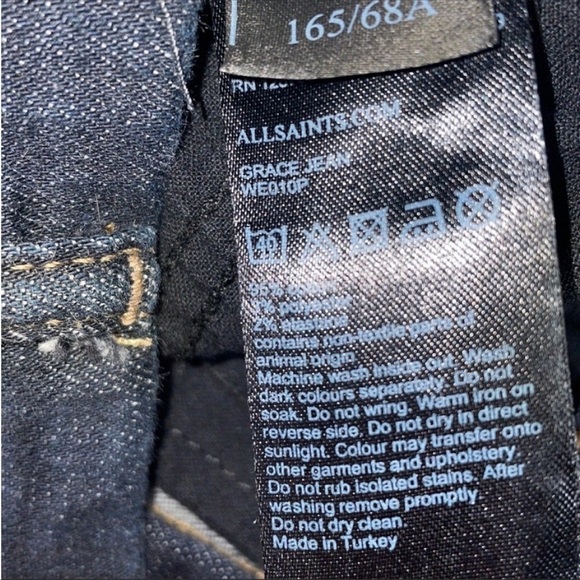 165/68A
RN
ALLSAINTS.COM
GRACE JEAN
WE010P
40
2% elastane
contains non-textile parts of
animal origin
Machine wash inside out. Wash
dark colours separately. Do not
soak. Do not wring. Warm iron on
reverse side. Do not dry in direct
sunlight. Colour may transfer onto
other garments and upholstery.
Do not rub isolated stains. After
washing remove promptly
Do not dry clean.
Made in Turkey